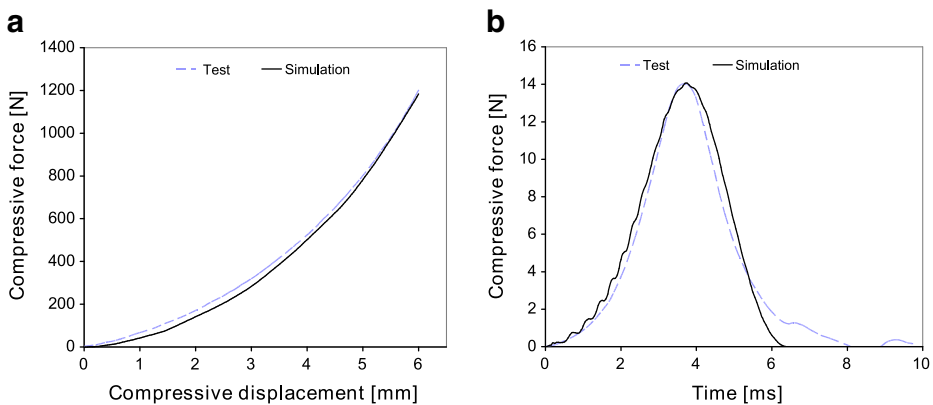 a
1400
1200
1000
800
600
400
200
0
Compressive force [N]
Test
Simulation
0 1 2 3 4 5 6
Compressive displacement [mm]
b
16
14
12
10
8
6
4
2
0
Compressive force [N]
Test
Simulation
0 2 4 6 8 10
Time [ms]